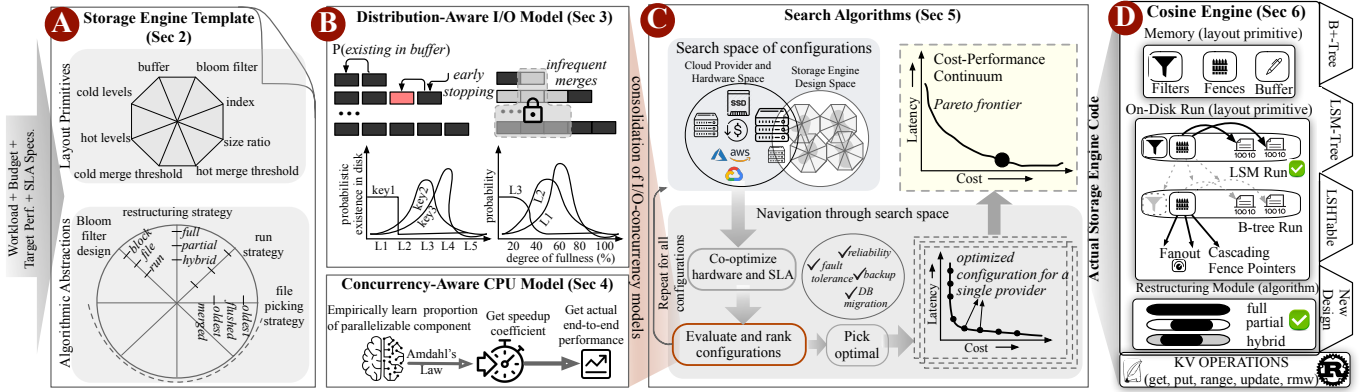 Workload + Budget +
Target Perf. + SLA Specs.
A
Storage Engine Template
(Sec 2)
Layout Primitives
buffer
bloom filter
cold levels
index
hot levels
size ratio
cold merge threshold
hot merge threshold
Algorithmic Abstractions
restructuring strategy
Bloom
filter
design
block
file
run
full
partial
hybrid
run
strategy
file
picking
strategy
oldest
merged
oldest
flushed
B
Distribution-Aware I/O Model (Sec 3)
P(existing in buffer)
early
stopping
infrequent
merges
probabilistic
existence in disk
key1
key2
key3
L1 L2 L3 L4 L5
probability
L3
L2
L1
20 40 60 80 100
degree of fullness (%)
Concurrency-Aware CPU Model (Sec 4)
Empirically learn proportion
of parallelizable component
Get speedup
coefficient
Get actual
end-to-end
performance
Amdahl's
Law
consolidation of I/O-concurrency models
C
Search Algorithms (Sec 5)
Search space of configurations
Cloud Provider and
Hardware Space
Storage Engine
Design Space
SSD
aws
Cost-Performance
Continuum
Pareto frontier
Latency
Cost
Navigation through search space
Repeat for all
configurations
Co-optimize
hardware and SLA
reliability
fault
tolerance
backup
DB
migration
Evaluate and rank
configurations
Pick
optimal
optimized
configuration for a
single provider
Latency
Cost
Actual Storage Engine Code
D
Cosine Engine (Sec 6)
Memory (layout primitive)
Filters
Fences
Buffer
On-Disk Run (layout primitive)
10010
10010
LSM Run
10010
10010
B-tree Run
Fanout
Cascading
Fence Pointers
Restructuring Module (algorithm)
full
partial
hybrid
KV OPERATIONS
(get, put, range, update, rmw)
R
B+-Tree
LSM-Tree
LSHTable
New
Design